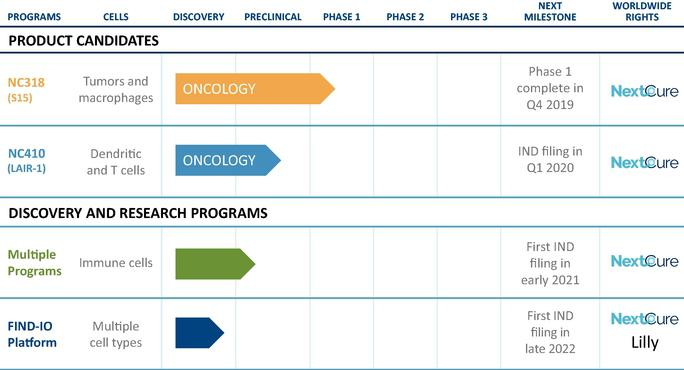 PROGRAMS CELLS DISCOVERY PRECLINICAL PHASE 1 PHASE 2 PHASE 3 NEXT MILESTONE WORLDWIDE RIGHTS
PRODUCT CANDIDATES
NC318
(S15)
Tumors and
macrophages
ONCOLOGY
Phase 1
complete in
Q4 2019
NextCure
NC410
(LAIR-1)
Dendritic
and T cells
ONCOLOGY
IND filing in
Q1 2020
NextCure
DISCOVERY AND RESEARCH PROGRAMS
Multiple
Programs
Immune cells
First IND
filing in
early 2021
NextCure
FIND-IO
Platform
Multiple
cell types
First IND
filing in
late 2022
NextCure
Lilly